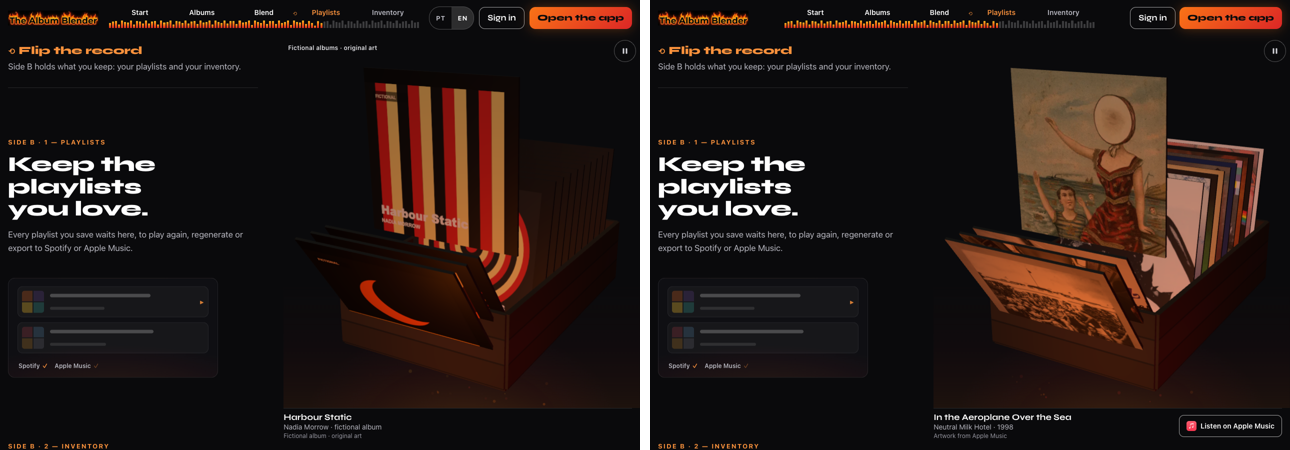 The Album Blender
Start
Albums
Blend
Playlists
Inventory
PT
EN
Sign in
Open the app
Flip the record
Side B holds what you keep: your playlists and your inventory.
Fictional albums · original art
SIDE B · 1 — PLAYLISTS
Keep the
playlists
you love.
Every playlist you save waits here, to play again, regenerate or
export to Spotify or Apple Music.
Spotify ✓ Apple Music ✓
FICTIONAL
Harbour Static
NADIA MORROW
Harbour Static
Nadia Morrow · fictional album
Fictional album · original art
SIDE B · 2 — INVENTORY
The Album Blender
Start
Albums
Blend
Playlists
Inventory
Sign in
Open the app
Flip the record
Side B holds what you keep: your playlists and your inventory.
SIDE B · 1 — PLAYLISTS
Keep the
playlists
you love.
Every playlist you save waits here, to play again, regenerate or
export to Spotify or Apple Music.
Spotify ✓ Apple Music ✓
In the Aeroplane Over the Sea
Neutral Milk Hotel · 1998
Artwork from Apple Music
Listen on Apple Music
SIDE B · 2 — INVENTORY